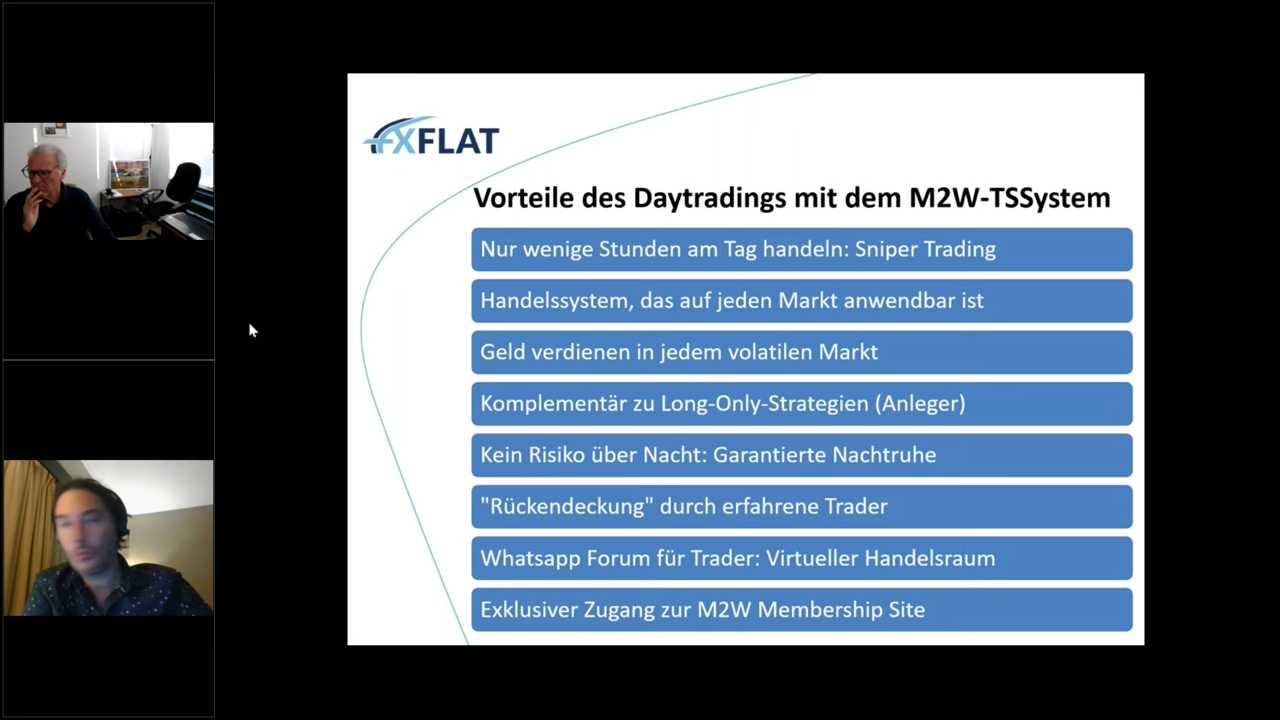 FXFLAT
Vorteile des Daytradings mit dem M2W-TSSystem
Nur wenige Stunden am Tag handeln: Sniper Trading
Handelssystem, das auf jeden Markt anwendbar ist
Geld verdienen in jedem volatilen Markt
Komplementär zu Long-Only-Strategien (Anleger)
Kein Risiko über Nacht: Garantierte Nachtruhe
"Rückendeckung" durch erfahrene Trader
Whatsapp Forum für Trader: Virtueller Handelsraum
Exklusiver Zugang zur M2W Membership Site